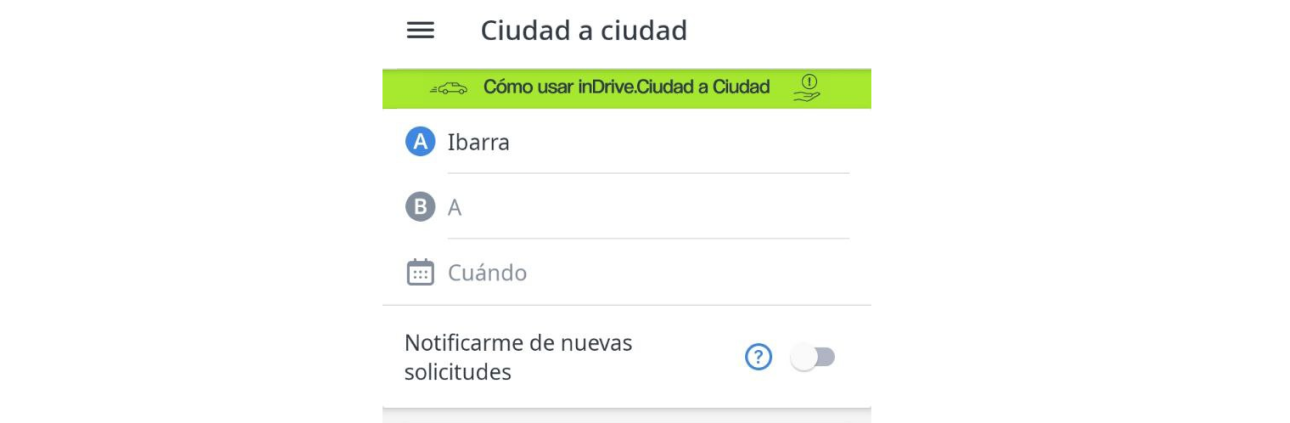 Ciudad a ciudad
Cómo usar inDrive.Ciudad a Ciudad
A Ibarra
B A
Cuándo
Notificarme de nuevas
solicitudes